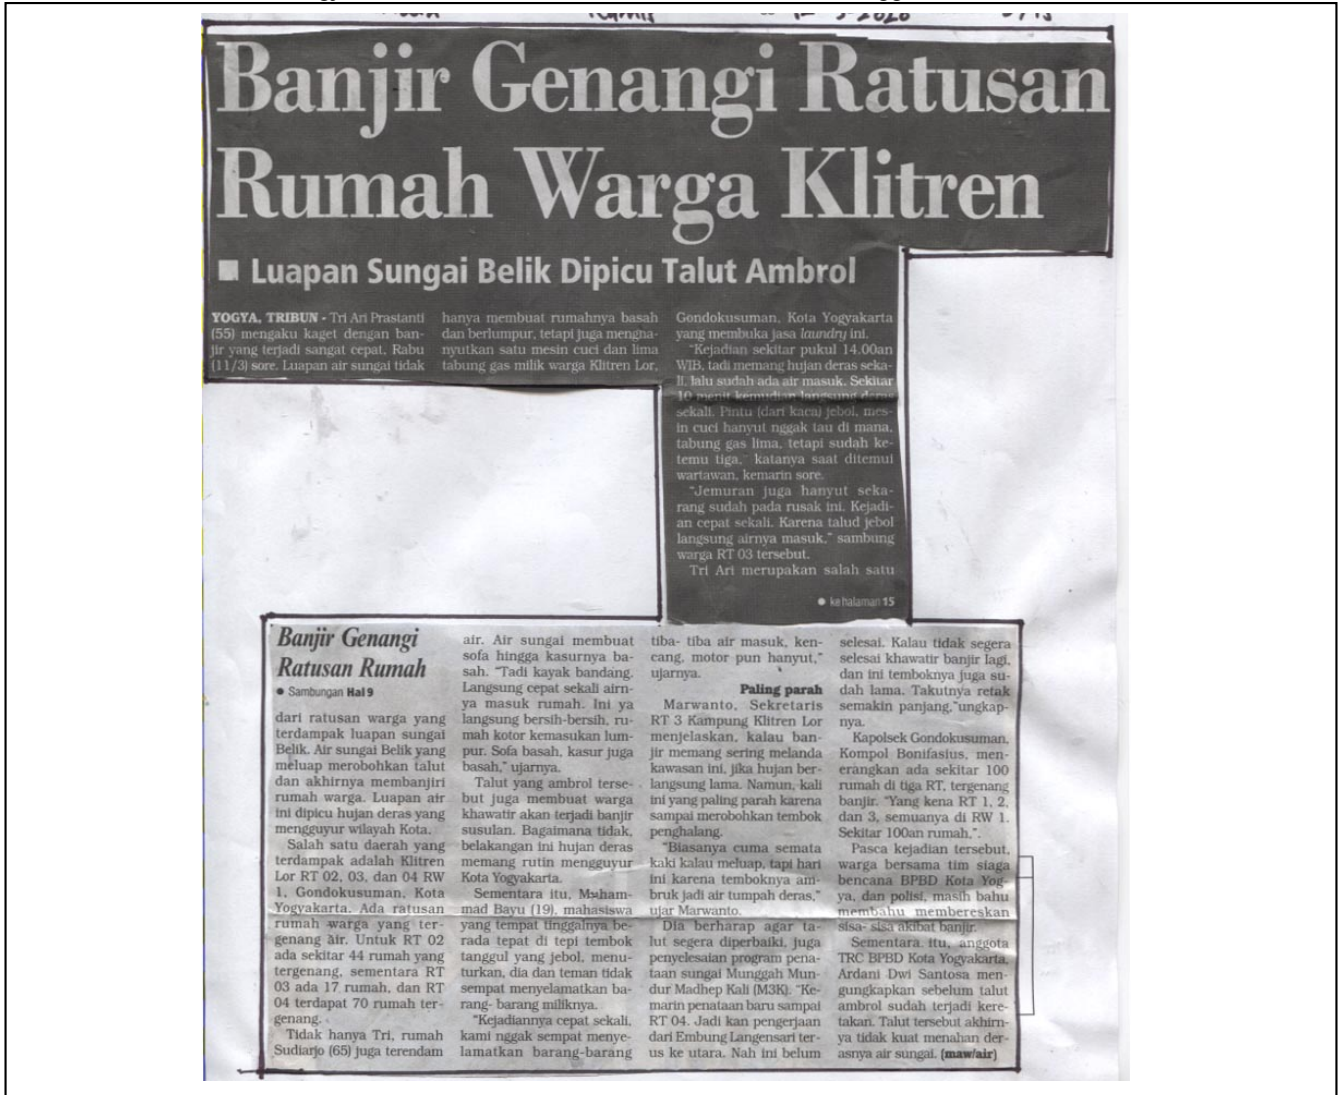 Banjir Genangi Ratusan
Rumah Warga Klitren
■ Luapan Sungai Belik Dipicu Talut Ambrol
YOGYA, TRIBUN - Tri Ari Prastanti
(55) mengaku kaget dengan ban-
jir yang terjadi sangat cepat, Rabu
(11/3) sore. Luapan air sungai tidak
hanya membuat rumahnya basah
dan berlumpur, tetapi juga mengha-
nyutkan satu mesin cuci dan lima
tabung gas milik warga Klitren Lor,
Gondokusuman, Kota Yogyakarta
yang membuka jasa laundry ini.
"Kejadian sekitar pukul 14.00an
WIB, tadi memang hujan deras seka-
li, lalu sudah ada air masuk. Sekitar
10 menit kemudian langsung deras
sekali. Pintu (dari kaca) jebol, mes-
in cuci hanyut nggak tau di mana,
tabung gas lima, tetapi sudah ke-
temu tiga," katanya saat ditemui
wartawan, kemarin sore.
"Jemuran juga hanyut seka-
rang sudah pada rusak ini. Kejadi-
an cepat sekali. Karena talud jebol
langsung airnya masuk," sambung
warga RT 03 tersebut.
Tri Ari merupakan salah satu
● ke halaman 15
Banjir Genangi
Ratusan Rumah
● Sambungan Hal 9
dari ratusan warga yang
terdampak luapan sungai
Belik. Air sungai Belik yang
meluap merobohkan talut
dan akhirnya membanjiri
rumah warga. Luapan air
ini dipicu hujan deras yang
mengguyur wilayah Kota.
Salah satu daerah yang
terdampak adalah Klitren
Lor RT 02, 03, dan 04 RW
1, Gondokusuman, Kota
Yogyakarta. Ada ratusan
rumah warga yang ter-
genang air. Untuk RT 02
ada sekitar 44 rumah yang
tergenang, sementara RT
03 ada 17 rumah, dan RT
04 terdapat 70 rumah ter-
genang.
Tidak hanya Tri, rumah
Sudiarjo (65) juga terendam
air. Air sungai membuat
sofa hingga kasurnya ba-
sah. "Tadi kayak bandang.
Langsung cepat sekali airn-
ya masuk rumah. Ini ya
langsung bersih-bersih, ru-
mah kotor kemasukan lum-
pur. Sofa basah, kasur juga
basah," ujarnya.
Talut yang ambrol terse-
but juga membuat warga
khawatir akan terjadi banjir
susulan. Bagaimana tidak,
belakangan ini hujan deras
memang rutin mengguyur
Kota Yogyakarta.
Sementara itu, Muham-
mad Bayu (19), mahasiswa
yang tempat tinggalnya be-
rada tepat di tepi tembok
tanggul yang jebol, menu-
turkan, dia dan teman tidak
sempat menyelamatkan ba-
rang- barang miliknya.
"Kejadiannya cepat sekali,
kami nggak sempat menye-
lamatkan barang-barang
tiba- tiba air masuk, ken-
cang, motor pun hanyut,"
ujarnya.
Paling parah
Marwanto, Sekretaris
RT 3 Kampung Klitren Lor
menjelaskan, kalau ban-
jir memang sering melanda
kawasan ini, jika hujan ber-
langsung lama. Namun, kali
ini yang paling parah karena
sampai merobohkan tembok
penghalang.
"Biasanya cuma semata
kaki kalau meluap, tapi hari
ini karena temboknya am-
bruk jadi air tumpah deras,"
ujar Marwanto.
Dia berharap agar ta-
lut segera diperbaiki, juga
penyelesaian program pena-
taan sungai Munggah Mun-
dur Madhep Kali (M3K). "Ke-
marin penataan baru sampai
RT 04. Jadi kan pengerjaan
dari Embung Langensari ter-
us ke utara. Nah ini belum
selesai. Kalau tidak segera
selesai khawatir banjir lagi,
dan ini temboknya juga su-
dah lama. Takutnya retak
semakin panjang,"ungkap-
nya.
Kapolsek Gondokusuman,
Kompol Bonifasius, men-
erangkan ada sekitar 100
rumah di tiga RT, tergenang
banjir. "Yang kena RT 1, 2,
dan 3, semuanya di RW 1.
Sekitar 100an rumah,".
Pasca kejadian tersebut,
warga bersama tim siaga
bencana BPBD Kota Yog-
ya, dan polisi, masih bahu
membahu membereskan
sisa- sisa akibat banjir.
Sementara itu, anggota
TRC BPBD Kota Yogyakarta,
Ardani Dwi Santosa men-
gungkapkan sebelum talut
ambrol sudah terjadi kere-
takan. Talut tersebut akhirn-
ya tidak kuat menahan der-
asnya air sungai. (maw/air)